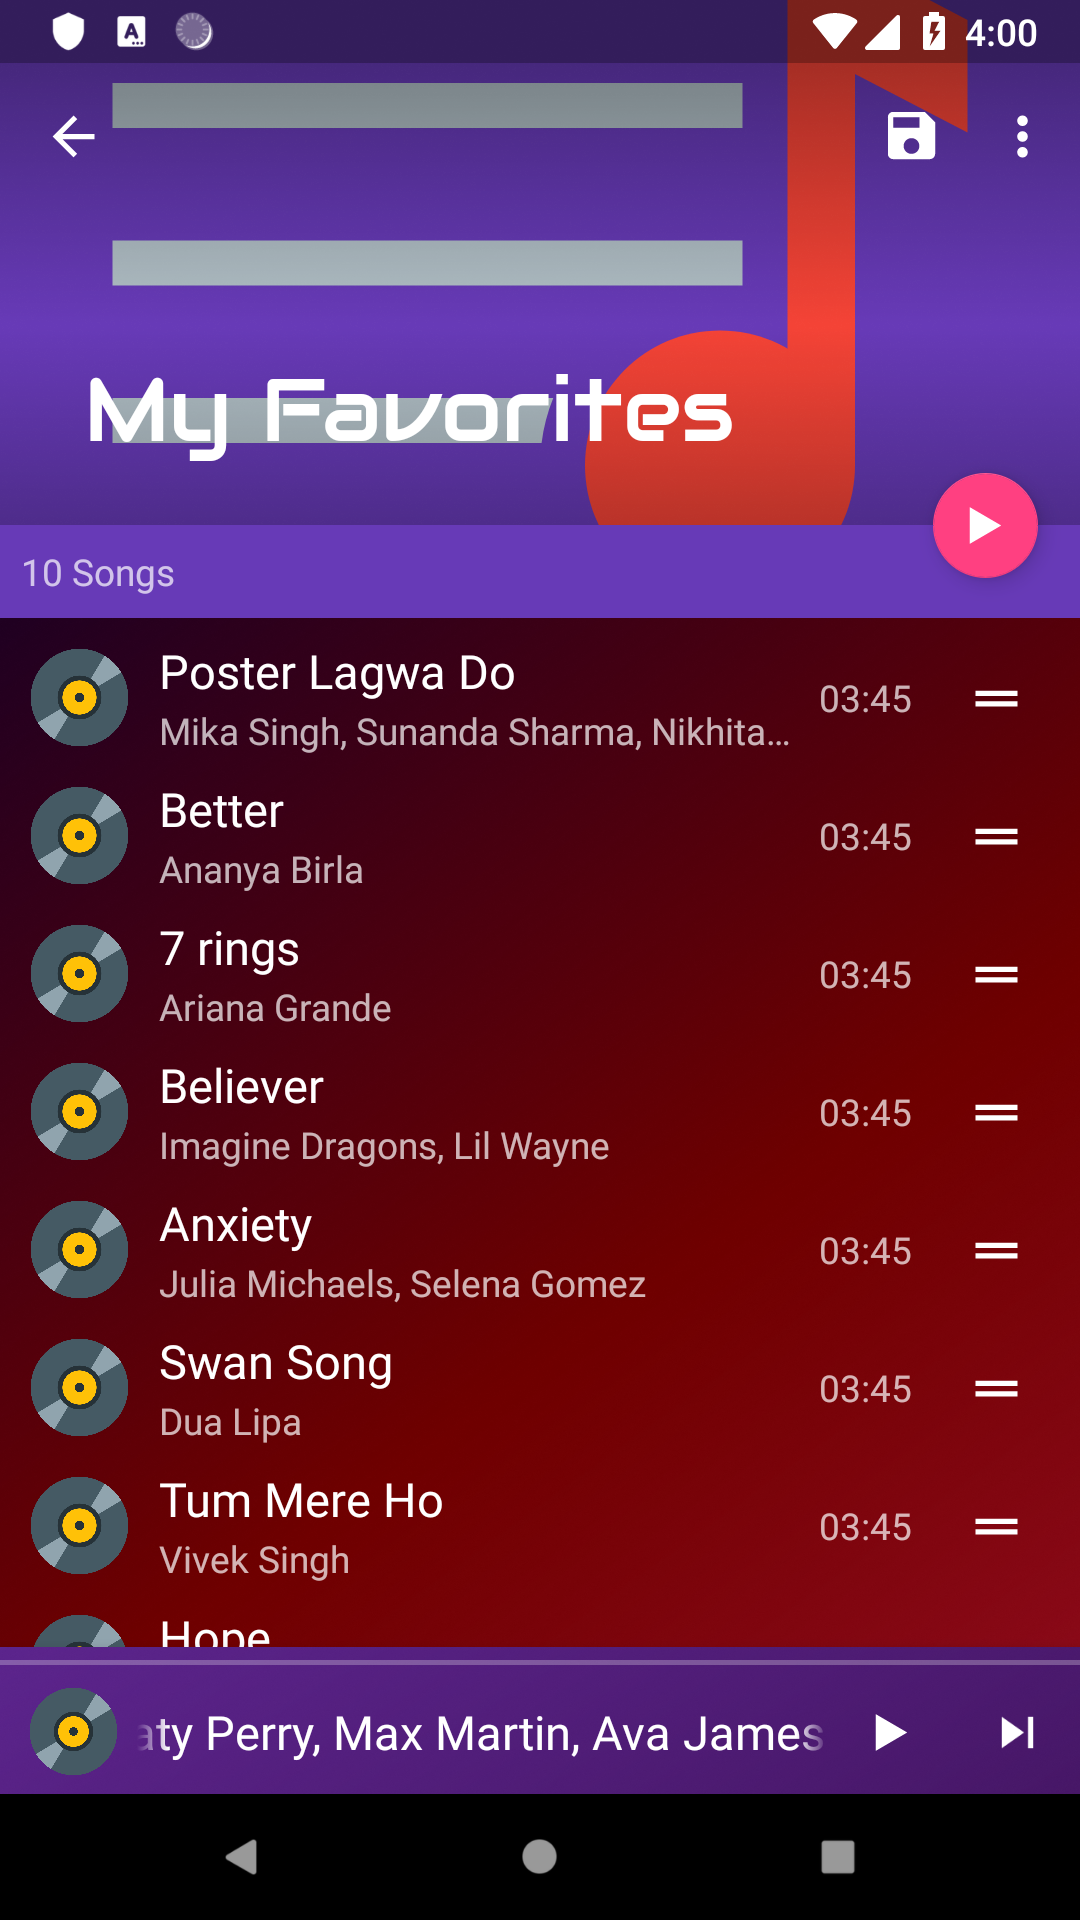 4:00
My Favorites
10 Songs
Poster Lagwa Do
Mika Singh, Sunanda Sharma, Nikhita...
03:45
Better
Ananya Birla
03:45
7 rings
Ariana Grande
03:45
Believer
Imagine Dragons, Lil Wayne
03:45
Anxiety
Julia Michaels, Selena Gomez
03:45
Swan Song
Dua Lipa
03:45
Tum Mere Ho
Vivek Singh
03:45
Hope
aty Perry, Max Martin, Ava James